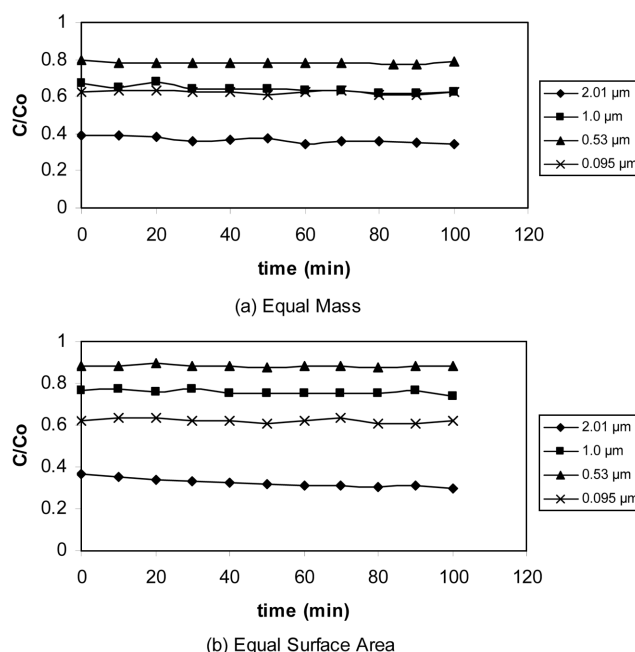 1
0.8
0.6
0.4
0.2
0
C/Co
0 20 40 60 80 100 120
time (min)
2.01 µm
1.0 µm
0.53 µm
0.095 µm
(a) Equal Mass
1
0.8
0.6
0.4
0.2
0
C/Co
0 20 40 60 80 100 120
time (min)
2.01 µm
1.0 µm
0.53 µm
0.095 µm
(b) Equal Surface Area